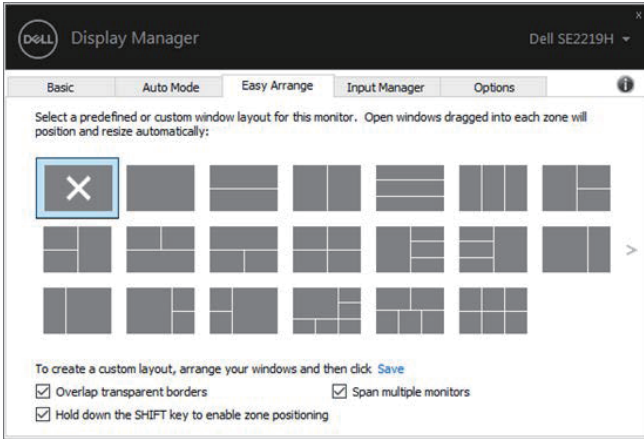 x
DELL Display Manager Dell SE2219H
Basic Auto Mode Easy Arrange Input Manager Options i
Select a predefined or custom window layout for this monitor. Open windows dragged into each zone will
position and resize automatically:
>
To create a custom layout, arrange your windows and then click Save
Overlap transparent borders Span multiple monitors
Hold down the SHIFT key to enable zone positioning